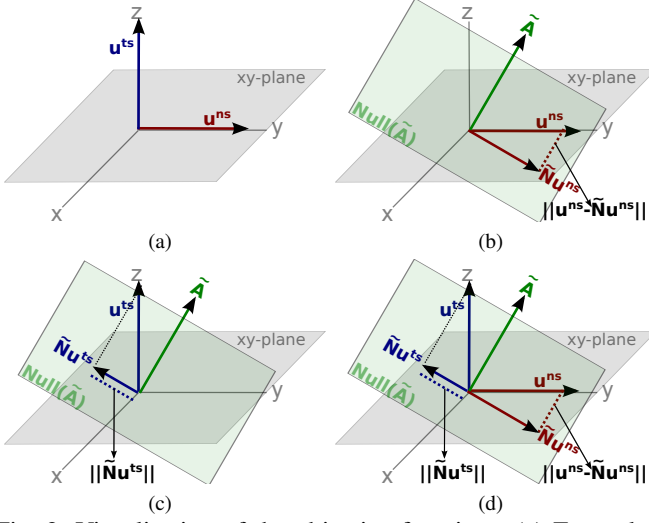 z
u^ts
xy-plane
u^ns
y
x
(a)
z
Ã
xy-plane
Null(Ã)
u^ns
y
Ñu^ns
x
||u^ns-Ñu^ns||
(b)
z
u^ts
Ã
xy-plane
Ñu^ts
Null(Ã)
y
x
||Ñu^ts||
(c)
z
u^ts
Ã
xy-plane
Ñu^ts
u^ns
Null(Ã)
y
Ñu^ns
x
||Ñu^ts||
||u^ns-Ñu^ns||
(d)